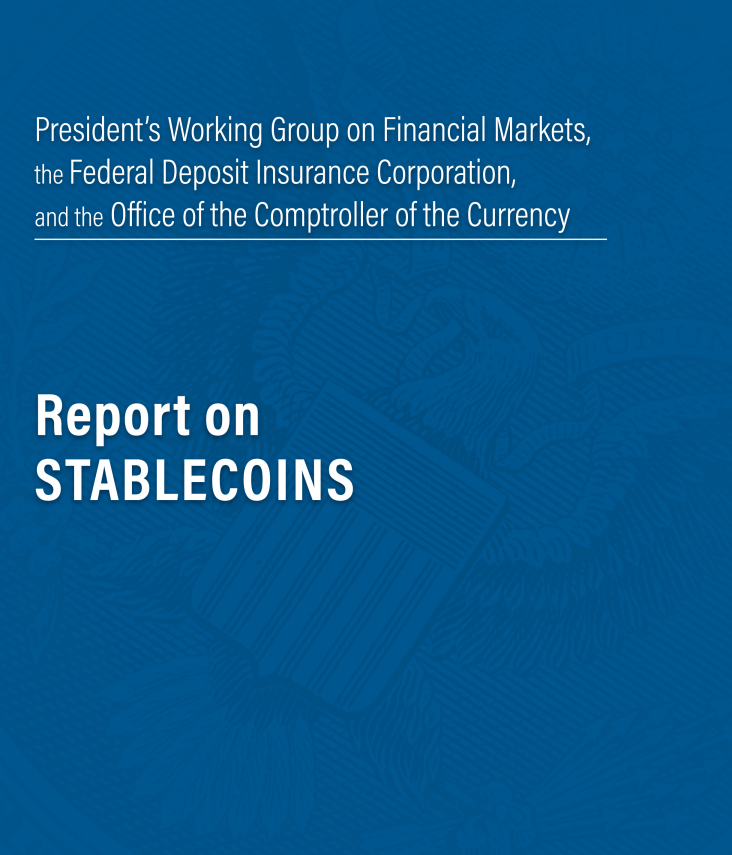 President’s Working Group on Financial Markets,
the Federal Deposit Insurance Corporation,
and the Office of the Comptroller of the Currency
Report on
STABLECOINS